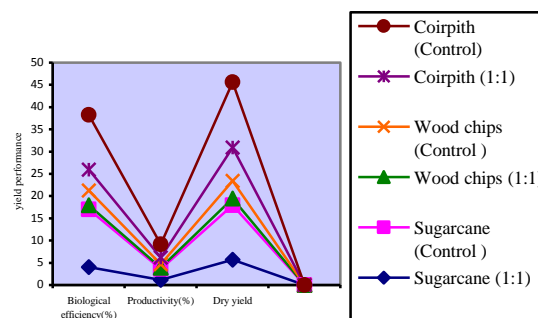 50
45
40
35
30
25
20
15
10
5
0
yield performance
Biological
efficiency(%)
Productivity(%)
Dry yield
Coirpith
(Control)
Coirpith (1:1)
Wood chips
(Control )
Wood chips (1:1)
Sugarcane
(Control )
Sugarcane (1:1)